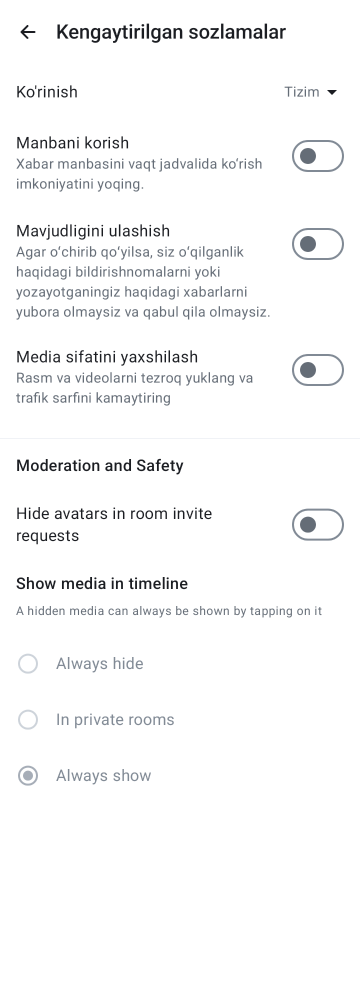 Kengaytirilgan sozlamalar
Ko'rinish
Tizim
Manbani korish
Xabar manbasini vaqt jadvalida ko‘rish
imkoniyatini yoqing.
Mavjudligini ulashish
Agar o‘chirib qo‘yilsa, siz o‘qilganlik
haqidagi bildirishnomalarni yoki
yozayotganingiz haqidagi xabarlarni
yubora olmaysiz va qabul qila olmaysiz.
Media sifatini yaxshilash
Rasm va videolarni tezroq yuklang va
trafik sarfini kamaytiring
Moderation and Safety
Hide avatars in room invite
requests
Show media in timeline
A hidden media can always be shown by tapping on it
Always hide
In private rooms
Always show